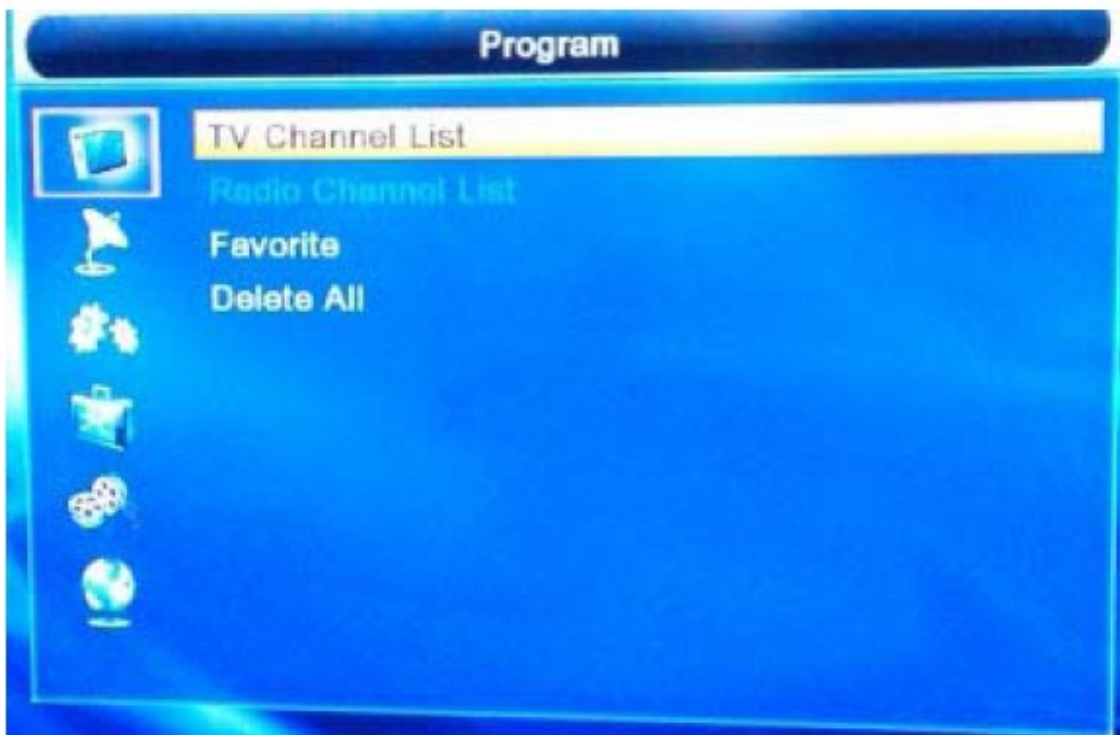 Program
TV Channel List
Radio Channel List
Favorite
Delete All